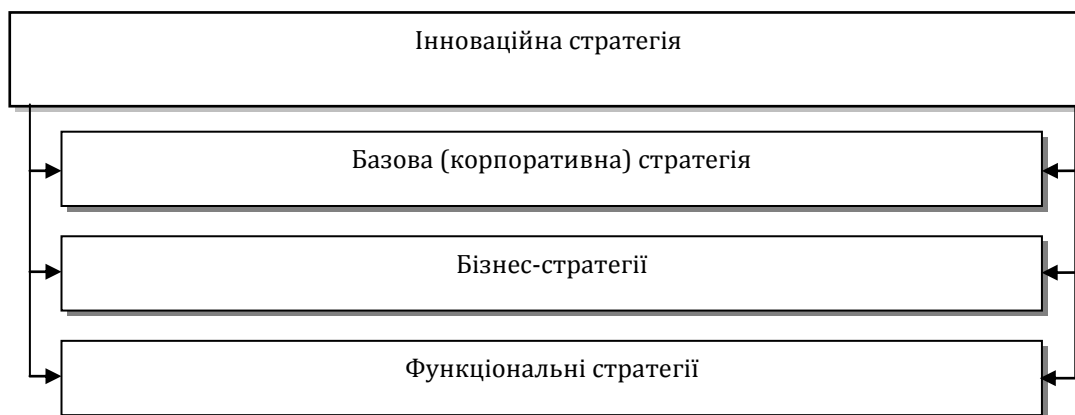 Інноваційна стратегія
Базова (корпоративна) стратегія
Бізнес-стратегії
Функціональні стратегії